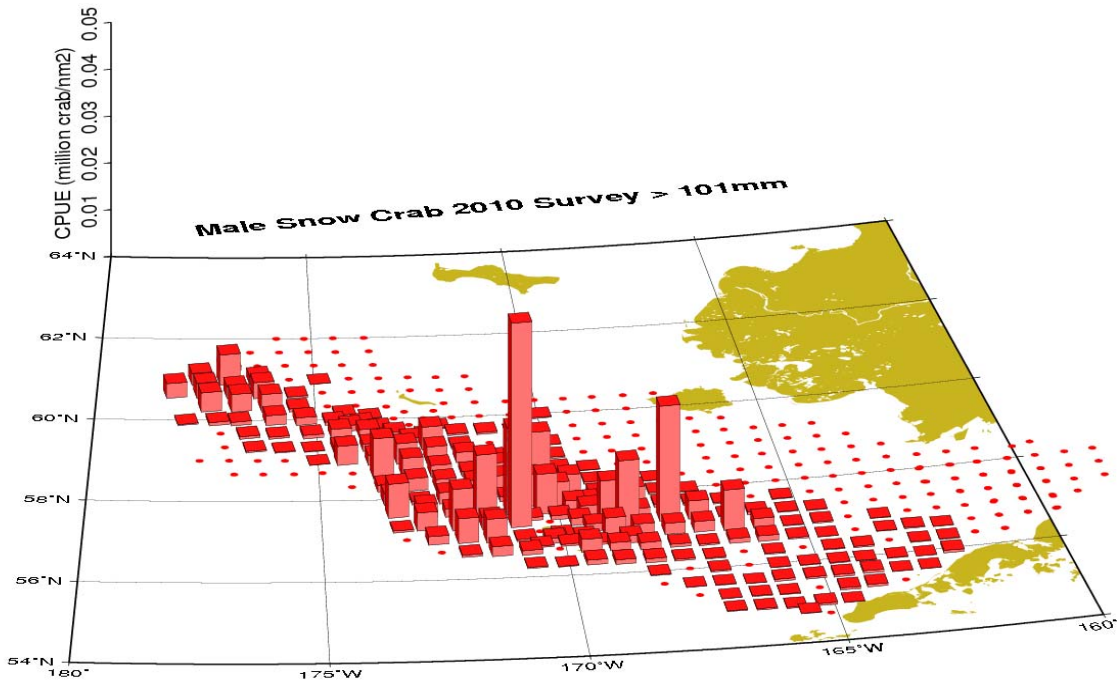 0.05
0.04
0.03
0.02
0.01
CPUE (million crab/nm2)
Male Snow Crab 2010 Survey > 101mm
64°N
62°N
60°N
58°N
56°N
54°N
180°
175°W
170°W
165°W
160°